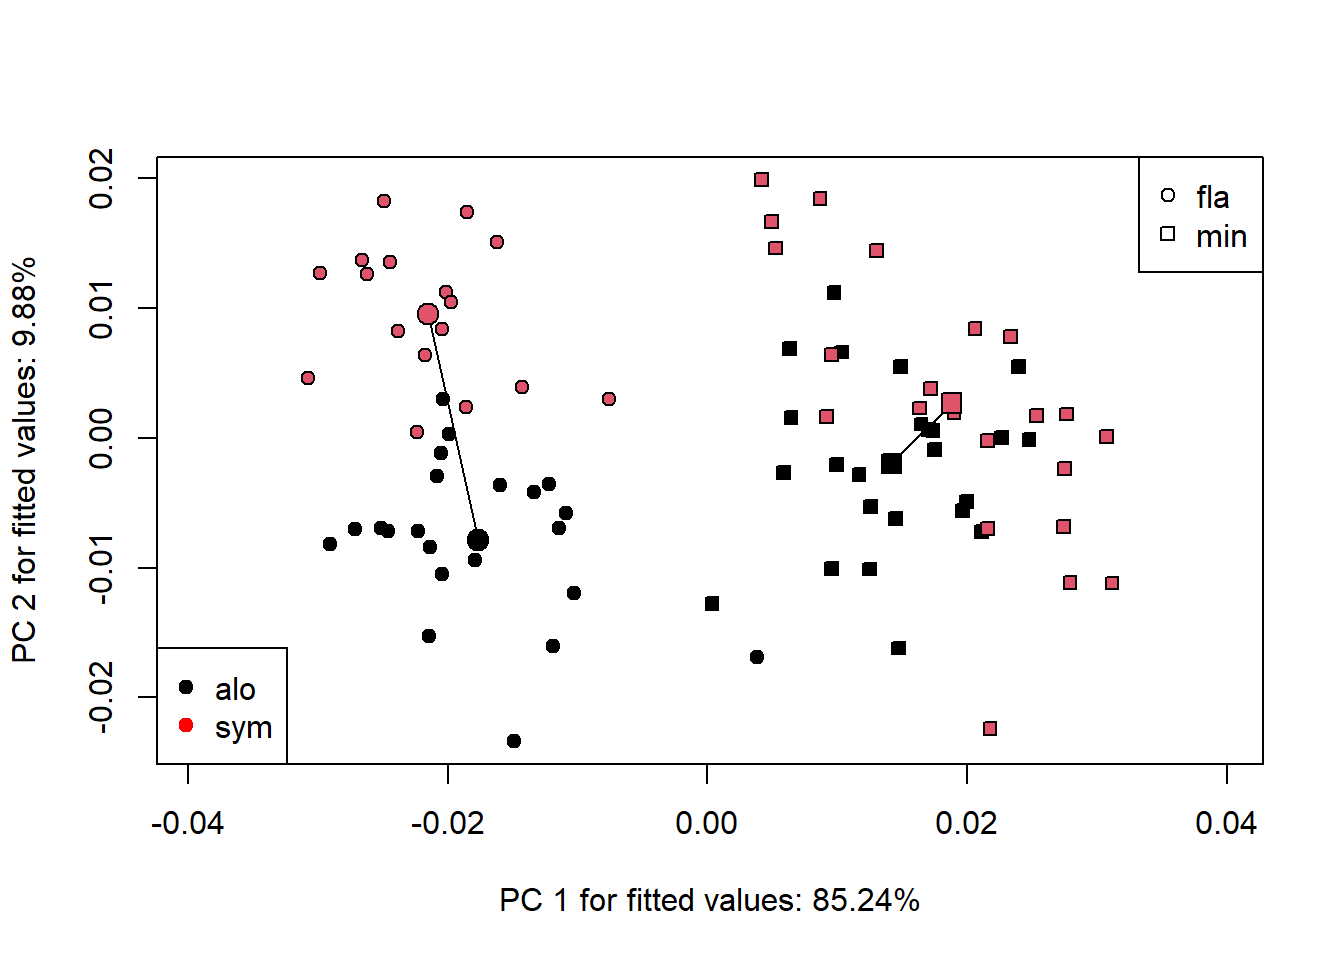 fla
min
0.02
0.01
0.00
-0.01
-0.02
PC 2 for fitted values: 9.88%
alo
sym
-0.04 -0.02 0.00 0.02 0.04
PC 1 for fitted values: 85.24%